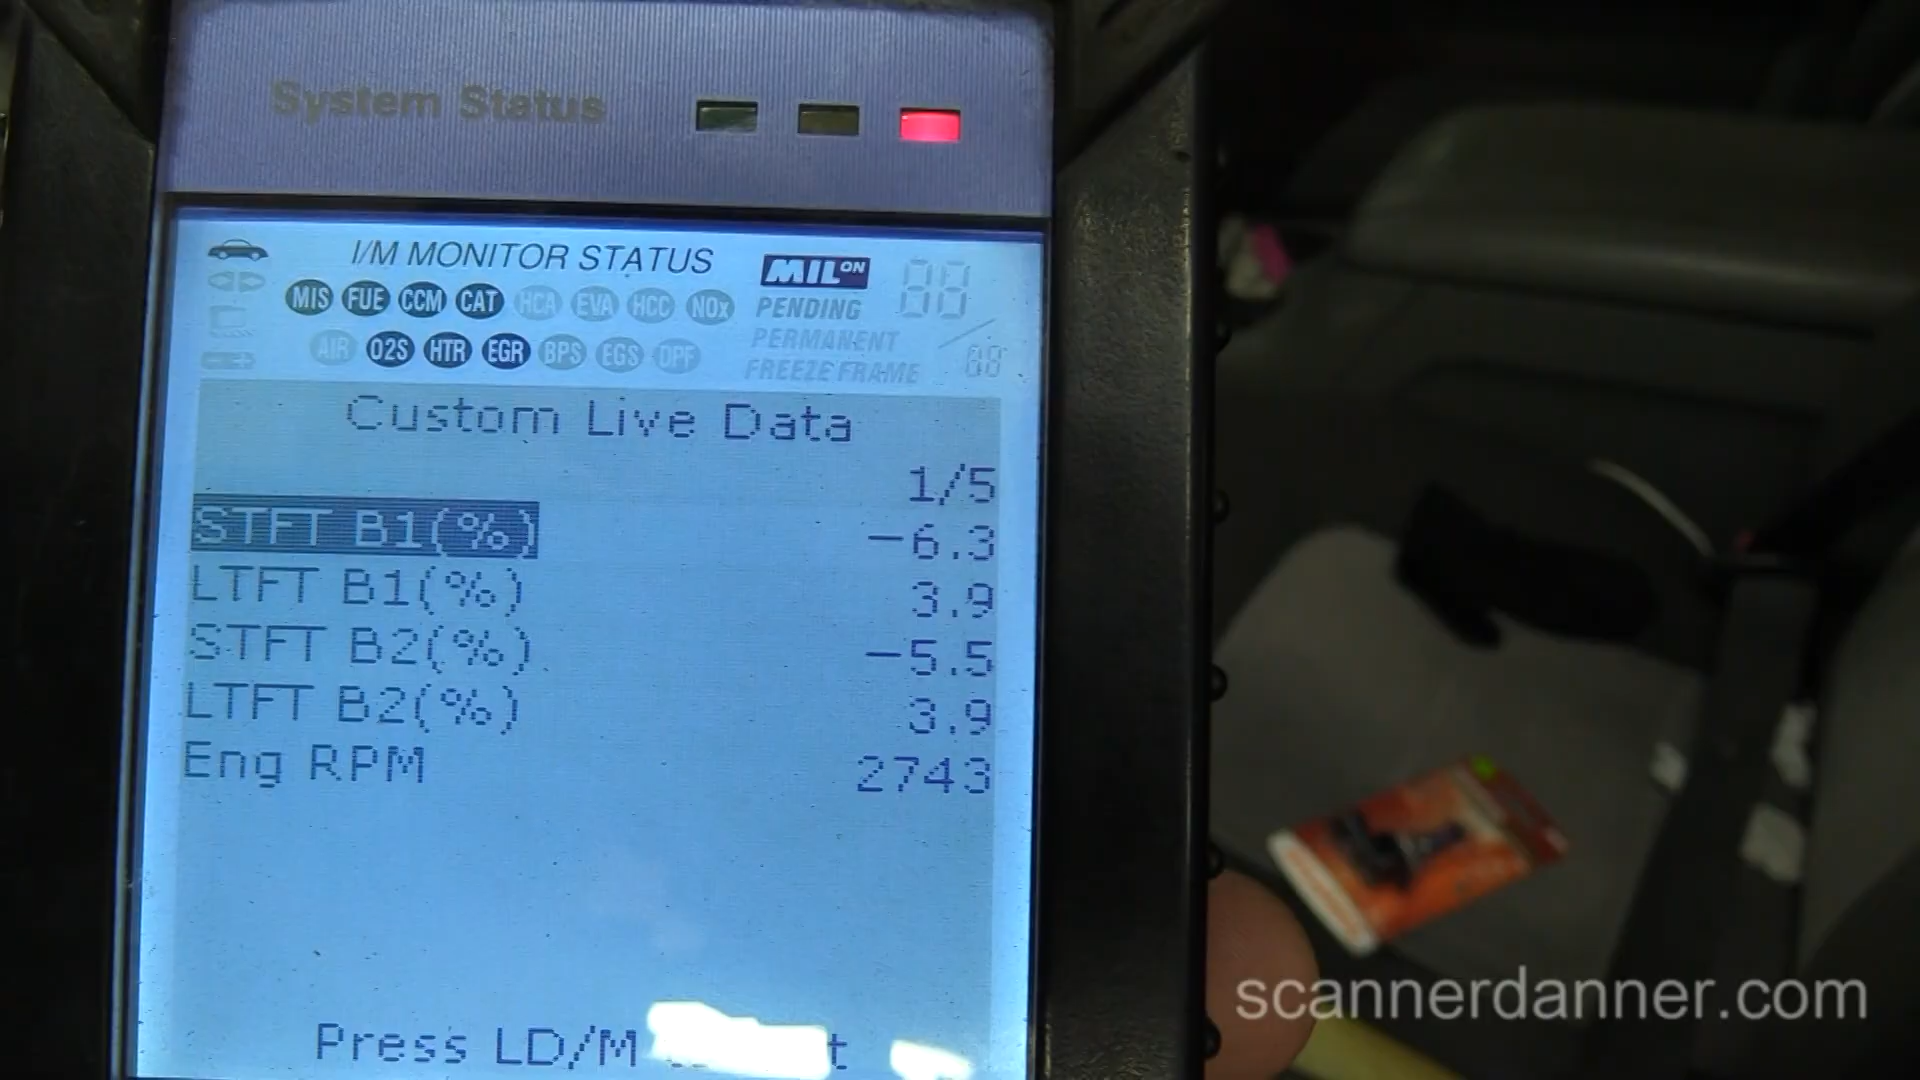 System Status
I/M MONITOR STATUS
MIL ON
MIS FUE CCM CAT HCA EVA HCC NOx
PENDING
PERMANENT
AIR O2S HTR EGR BPS EGS DPF
FREEZE FRAME
Custom Live Data
1/5
STFT B1(%) -6.3
LTFT B1(%) 3.9
STFT B2(%) -5.5
LTFT B2(%) 3.9
Eng RPM 2743
Press LD/M
scannerdanner.com